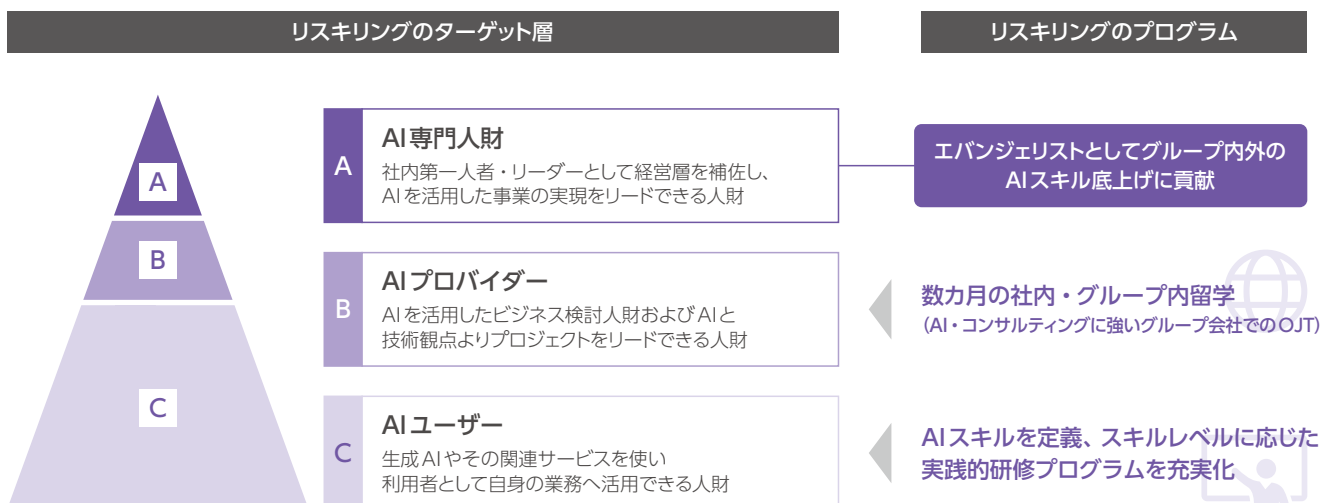 リスキリングのターゲット層
リスキリングのプログラム
A
B
C
A
AI専門人財
社内第一人者・リーダーとして経営層を補佐し、
AIを活用した事業の実現をリードできる人財
エバンジェリストとしてグループ内外の
AIスキル底上げに貢献
B
AIプロバイダー
AIを活用したビジネス検討人財およびAIと
技術観点よりプロジェクトをリードできる人財
数カ月の社内・グループ内留学
（AI・コンサルティングに強いグループ会社でのOJT）
C
AIユーザー
生成AIやその関連サービスを使い
利用者として自身の業務へ活用できる人財
AIスキルを定義、スキルレベルに応じた
実践的研修プログラムを充実化